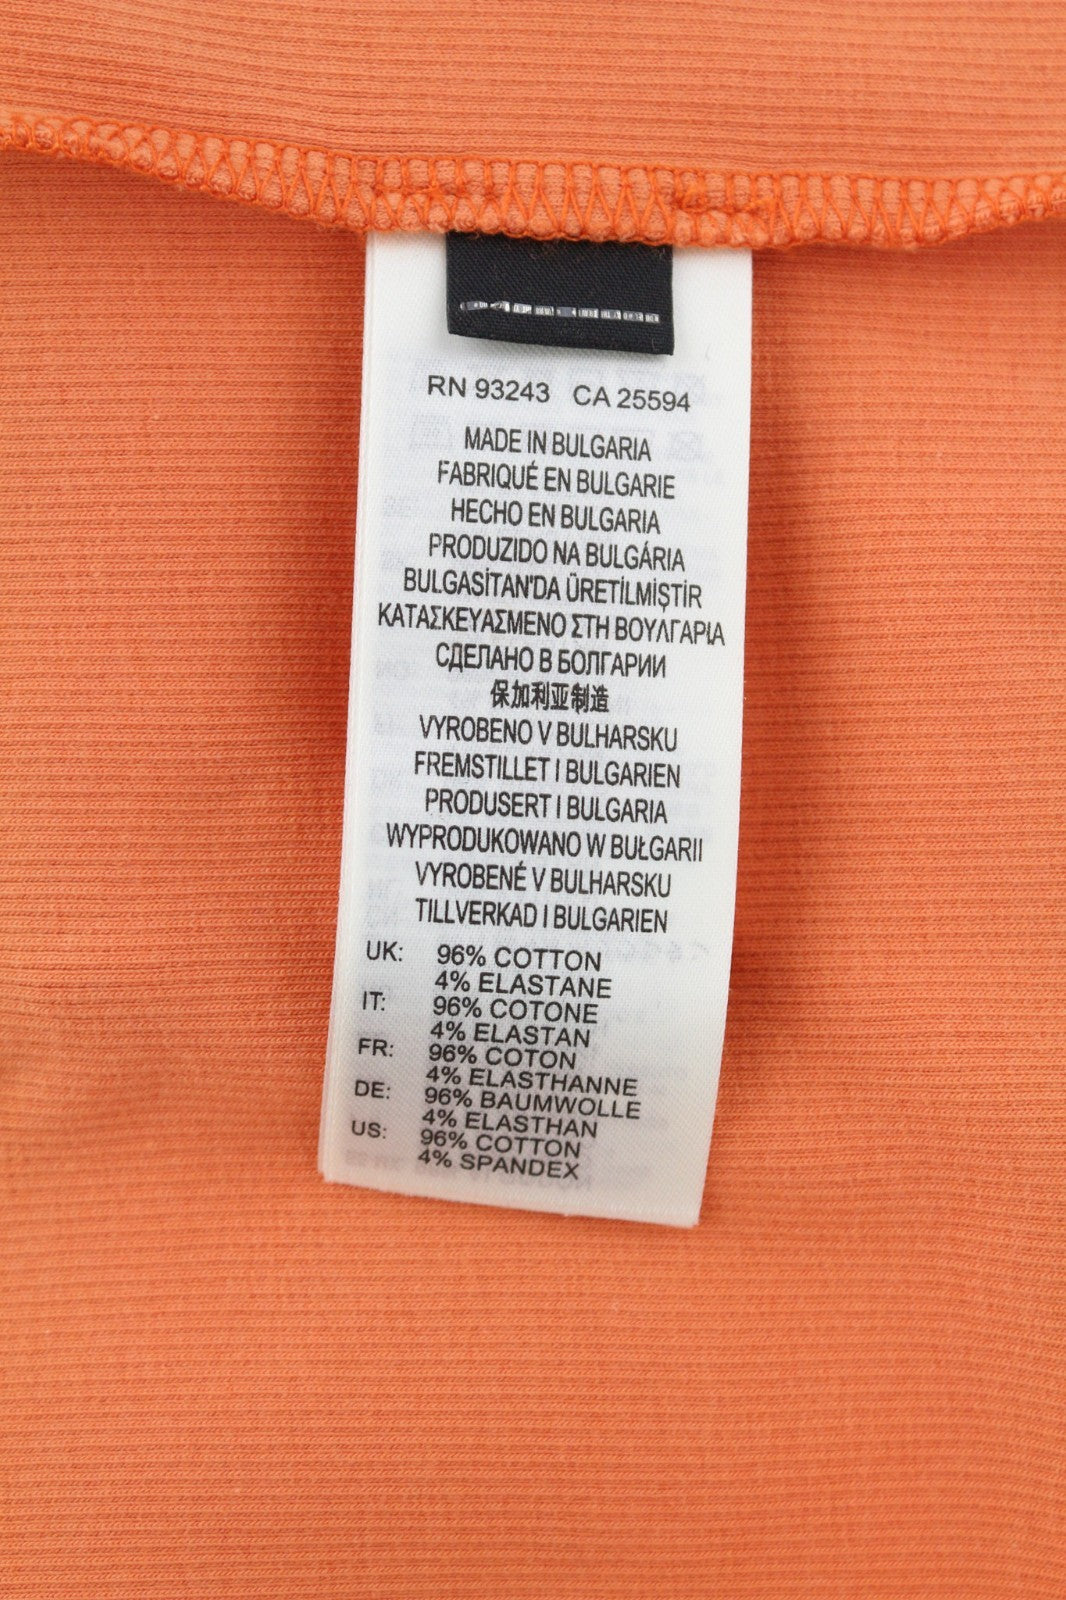 RN 93243 CA 25594
MADE IN BULGARIA
FABRIQUÉ EN BULGARIE
HECHO EN BULGARIA
PRODUZIDO NA BULGÁRIA
BULGASİTAN'DA ÜRETİLMİŞTİR
ΚΑΤΑΣΚΕΥΑΣΜΕΝΟ ΣΤΗ ΒΟΥΛΓΑΡΙΑ
СДЕЛАНО В БОЛГАРИИ
保加利亚制造
VYROBENO V BULHARSKU
FREMSTILLET I BULGARIEN
PRODUSERT I BULGARIA
WYPRODUKOWANO W BUŁGARII
VYROBENÉ V BULHARSKU
TILLVERKAD I BULGARIEN
UK: 96% COTTON
4% ELASTANE
IT: 96% COTONE
4% ELASTAN
FR: 96% COTON
4% ELASTHANNE
DE: 96% BAUMWOLLE
4% ELASTHAN
US: 96% COTTON
4% SPANDEX